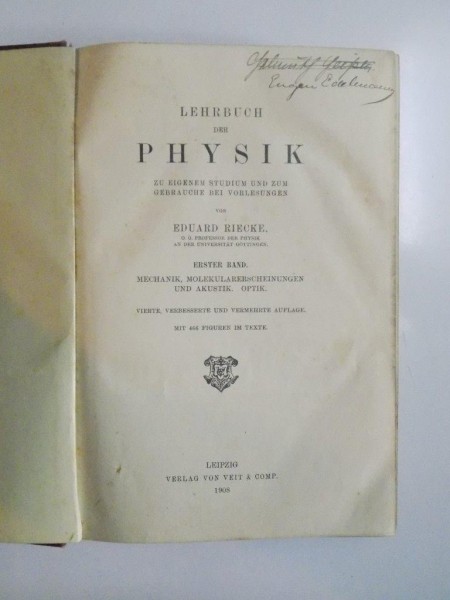 Eugen Edelmann
LEHRBUCH
DER
PHYSIK
ZU EIGENEM STUDIUM UND ZUM
GEBRAUCHE BEI VORLESUNGEN
VON
EDUARD RIECKE,
O. Ö. PROFESSOR DER PHYSIK
AN DER UNIVERSITÄT GÖTTINGEN.
ERSTER BAND.
MECHANIK, MOLEKULARERSCHEINUNGEN
UND AKUSTIK. OPTIK.
VIERTE, VERBESSERTE UND VERMEHRTE AUFLAGE.
MIT FIGUREN IM TEXTE.
LEIPZIG
VERLAG VON VEIT & COMP.
1908